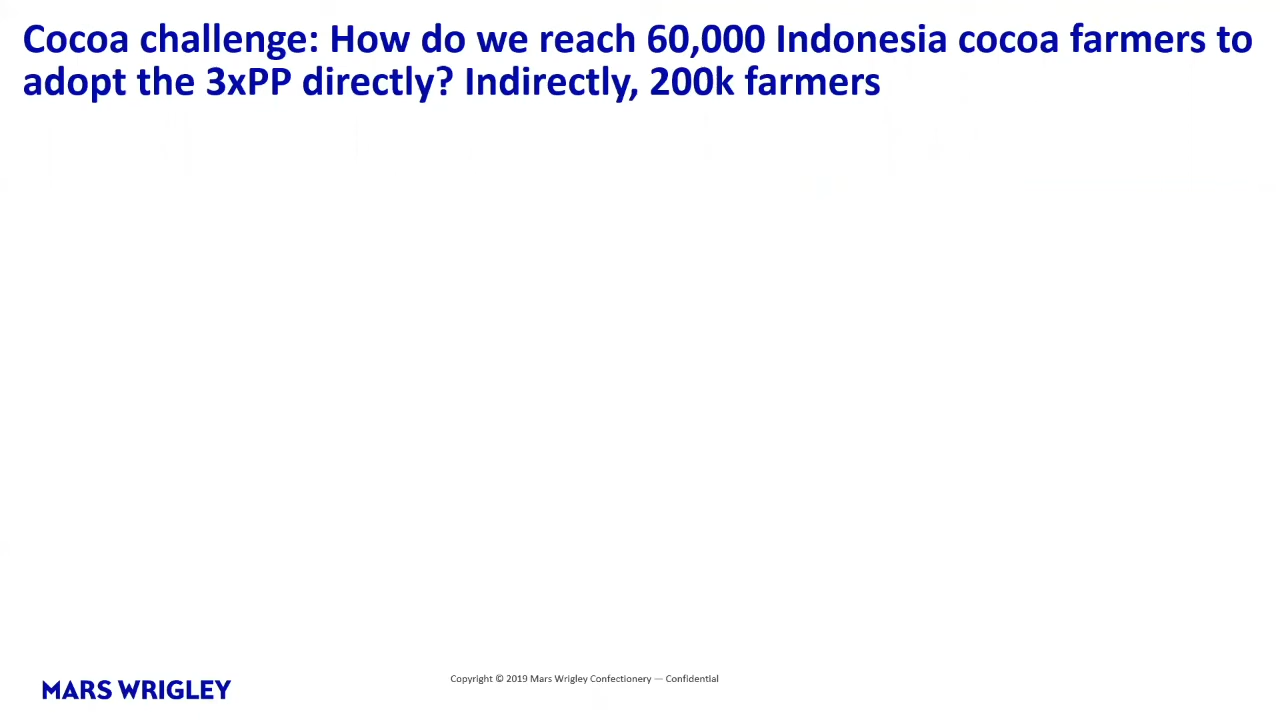 Cocoa challenge: How do we reach 60,000 Indonesia cocoa farmers to
adopt the 3xPP directly? Indirectly, 200k farmers
MARS WRIGLEY
Copyright © 2019 Mars Wrigley Confectionery — Confidential